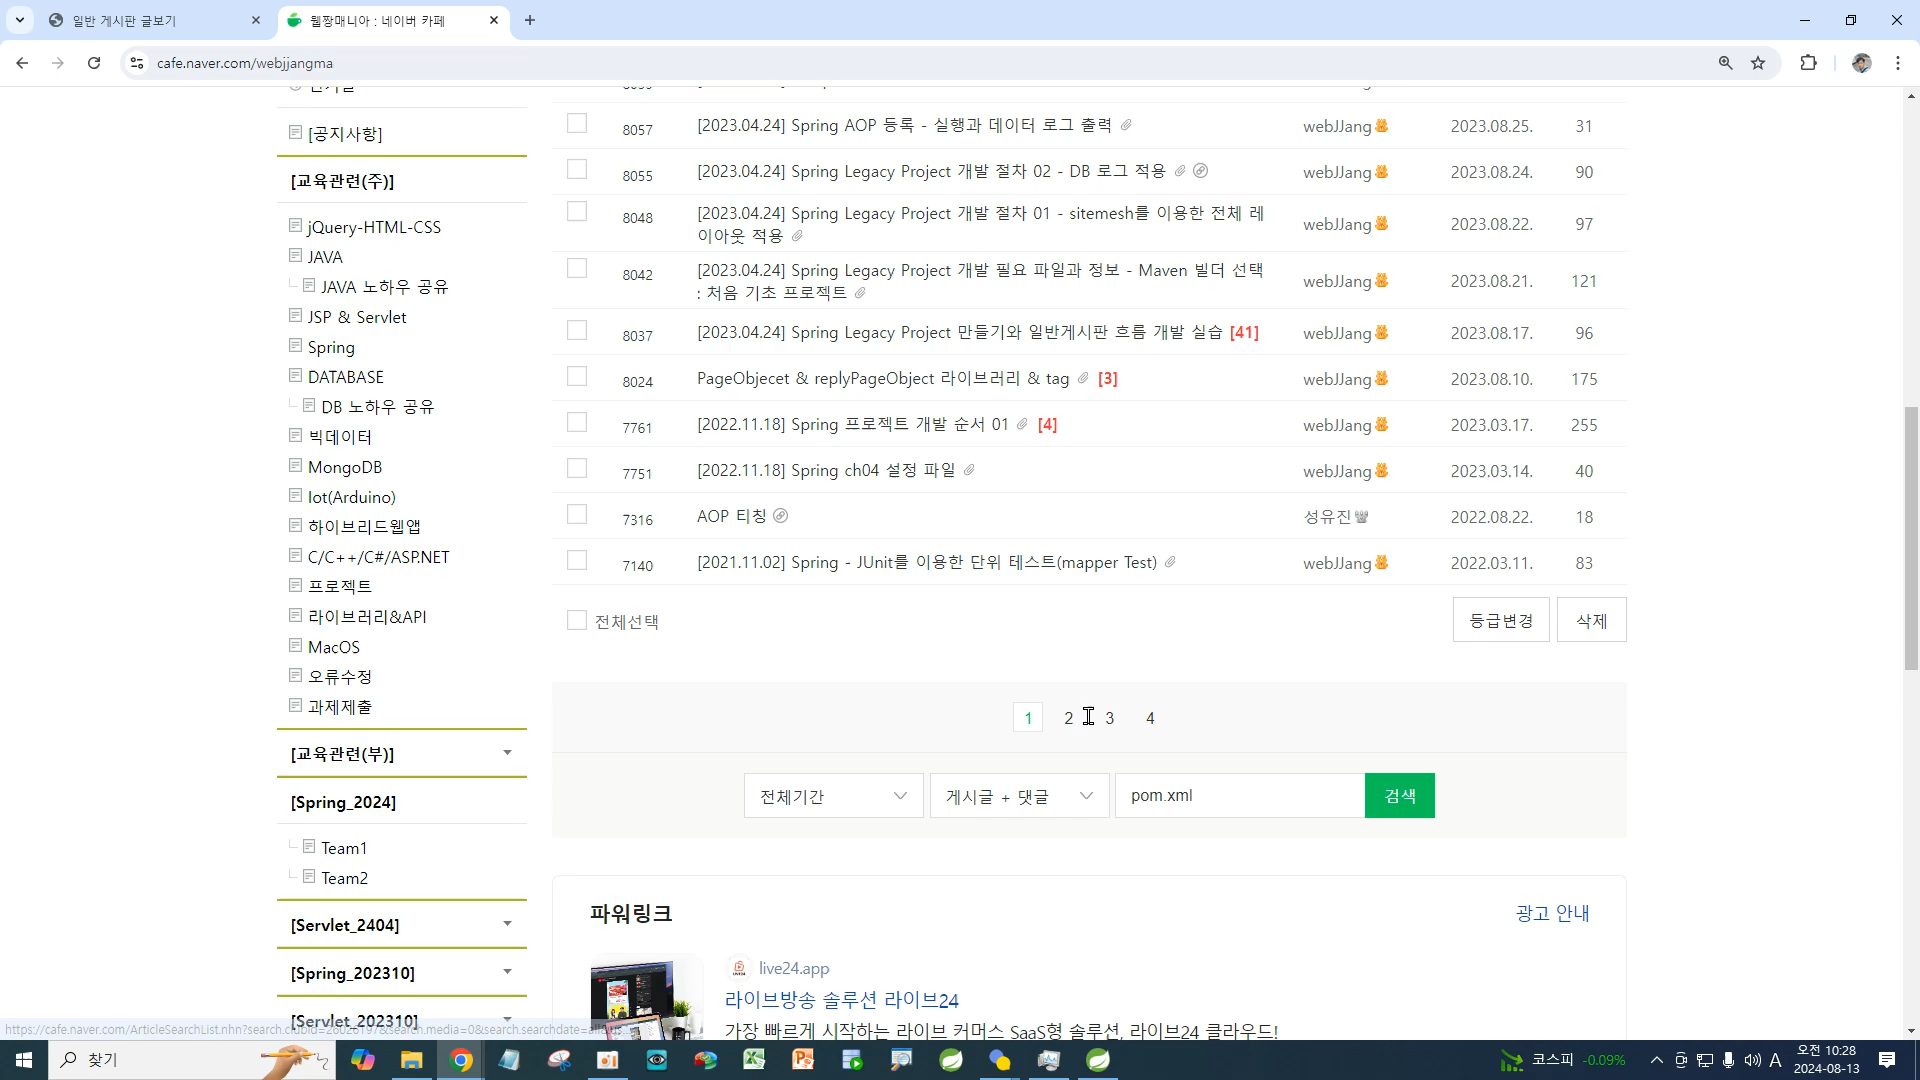 일반 게시판 글보기
웹짱매니아 : 네이버 카페
cafe.naver.com/webjjangma
[공지사항]
[교육관련(주)]
jQuery-HTML-CSS
JAVA
JAVA 노하우 공유
JSP & Servlet
Spring
DATABASE
DB 노하우 공유
빅데이터
MongoDB
Iot(Arduino)
하이브리드웹앱
C/C++/C#/ASP.NET
프로젝트
라이브러리&API
MacOS
오류수정
과제제출
[교육관련(부)]
[Spring_2024]
Team1
Team2
[Servlet_2404]
[Spring_202310]
[Servlet_202310]
8057 [2023.04.24] Spring AOP 등록 - 실행과 데이터 로그 출력 webJJang 2023.08.25. 31
8055 [2023.04.24] Spring Legacy Project 개발 절차 02 - DB 로그 적용 webJJang 2023.08.24. 90
8048 [2023.04.24] Spring Legacy Project 개발 절차 01 - sitemesh를 이용한 전체 레
이아웃 적용 webJJang 2023.08.22. 97
8042 [2023.04.24] Spring Legacy Project 개발 필요 파일과 정보 - Maven 빌더 선택
: 처음 기초 프로젝트 webJJang 2023.08.21. 121
8037 [2023.04.24] Spring Legacy Project 만들기와 일반게시판 흐름 개발 실습 [41] webJJang 2023.08.17. 96
8024 PageObjecet & replyPageObject 라이브러리 & tag [3] webJJang 2023.08.10. 175
7761 [2022.11.18] Spring 프로젝트 개발 순서 01 [4] webJJang 2023.03.17. 255
7751 [2022.11.18] Spring ch04 설정 파일 webJJang 2023.03.14. 40
7316 AOP 티칭 성유진 2022.08.22. 18
7140 [2021.11.02] Spring - JUnit를 이용한 단위 테스트(mapper Test) webJJang 2022.03.11. 83
전체선택 등급변경 삭제
1 2 3 4
전체기간 게시글 + 댓글 pom.xml 검색
파워링크 광고 안내
live24.app
라이브방송 솔루션 라이브24
가장 빠르게 시작하는 라이브 커머스 SaaS형 솔루션, 라이브24 클라우드!
찾기
코스피 -0.09%
A
오전 10:28
2024-08-13